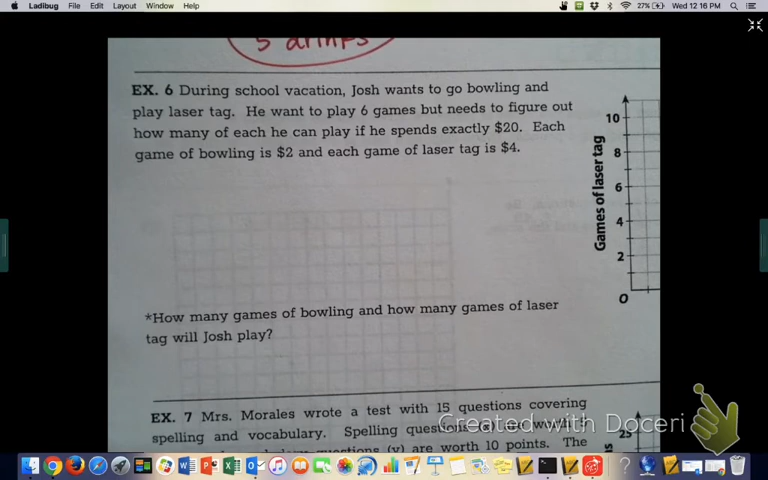 Ladibug File Edit Layout Window Help 27% Wed 12 16 PM
5 drinks
EX. 6 During school vacation, Josh wants to go bowling and
play laser tag. He want to play 6 games but needs to figure out
how many of each he can play if he spends exactly $20. Each
game of bowling is $2 and each game of laser tag is $4.
Games of laser tag
10
8
6
4
2
O
*How many games of bowling and how many games of laser
tag will Josh play?
EX. 7 Mrs. Morales wrote a test with 15 questions covering
spelling and vocabulary. Spelling
(v) are worth 10 points. The
25
Created with Doceri